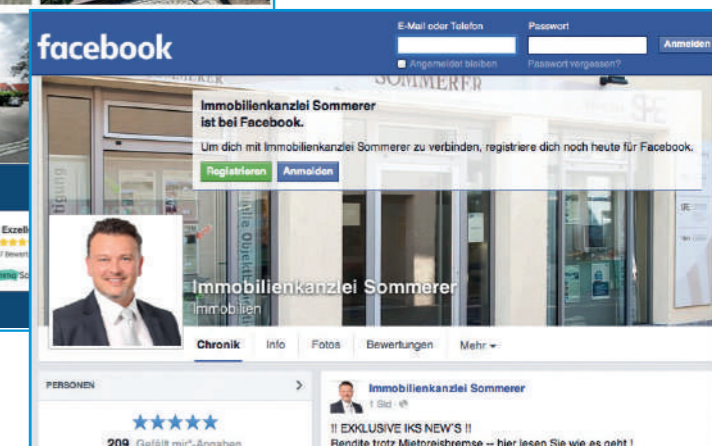 facebook
E-Mail oder Telefon
Passwort
Anmelden
Angemeldet bleiben
Passwort vergessen?
SOMMERER
Immobilienkanzlei Sommerer
ist bei Facebook.
Um dich mit Immobilienkanzlei Sommerer zu verbinden, registriere dich noch heute für Facebook.
Registrieren
Anmelden
Immobilienkanzlei Sommerer
Immobilien
Chronik
Info
Fotos
Bewertungen
Mehr
PERSONEN
209 „Gefällt mir“-Angaben
Immobilienkanzlei Sommerer
1 Std
!! EXKLUSIVE IKS NEW'S !!
Rendite trotz Mietpreisbremse -- hier lesen Sie wie es geht !